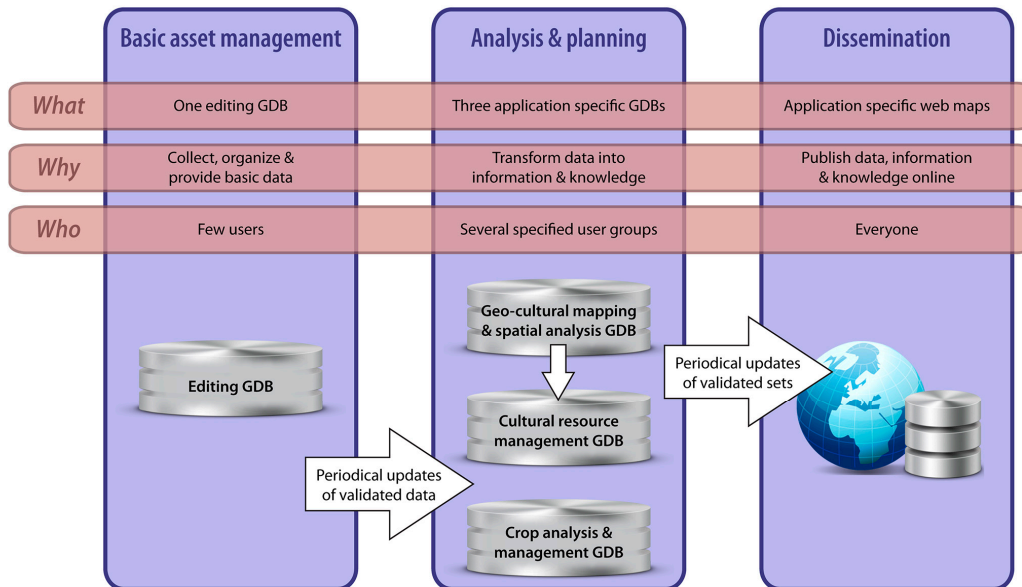 Basic asset management
Analysis & planning
Dissemination
What
One editing GDB
Three application specific GDBs
Application specific web maps
Why
Collect, organize &
provide basic data
Transform data into
information & knowledge
Publish data, information
& knowledge online
Who
Few users
Several specified user groups
Everyone
Editing GDB
Periodical updates
of validated data
Geo-cultural mapping
& spatial analysis GDB
Cultural resource
management GDB
Crop analysis &
management GDB
Periodical updates
of validated sets